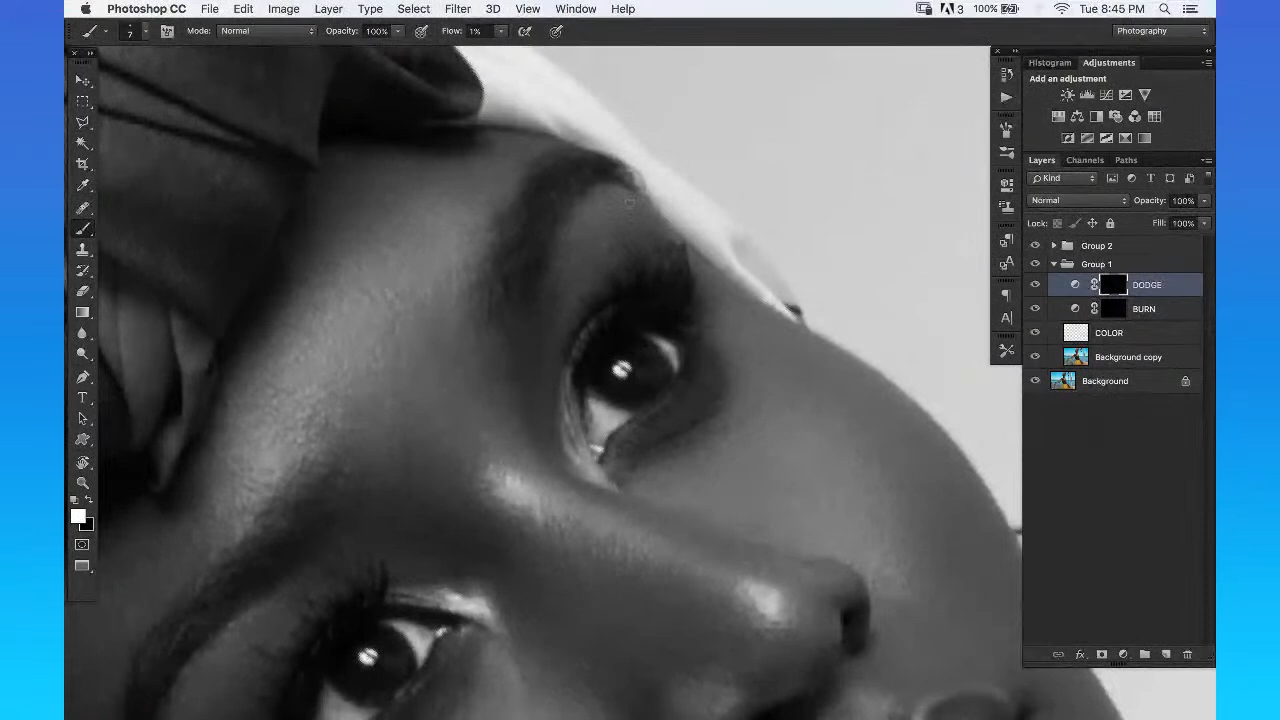 Photoshop CC File Edit Image Layer Type Select Filter 3D View Window Help 3 100% Tue 8:45 PM
7 Mode: Normal Opacity: 100% Flow: 1% Photography
Histogram Adjustments
Add an adjustment
Layers Channels Paths
Kind
Normal Opacity: 100%
Lock: Fill: 100%
Group 2
Group 1
DODGE
BURN
COLOR
Background copy
Background